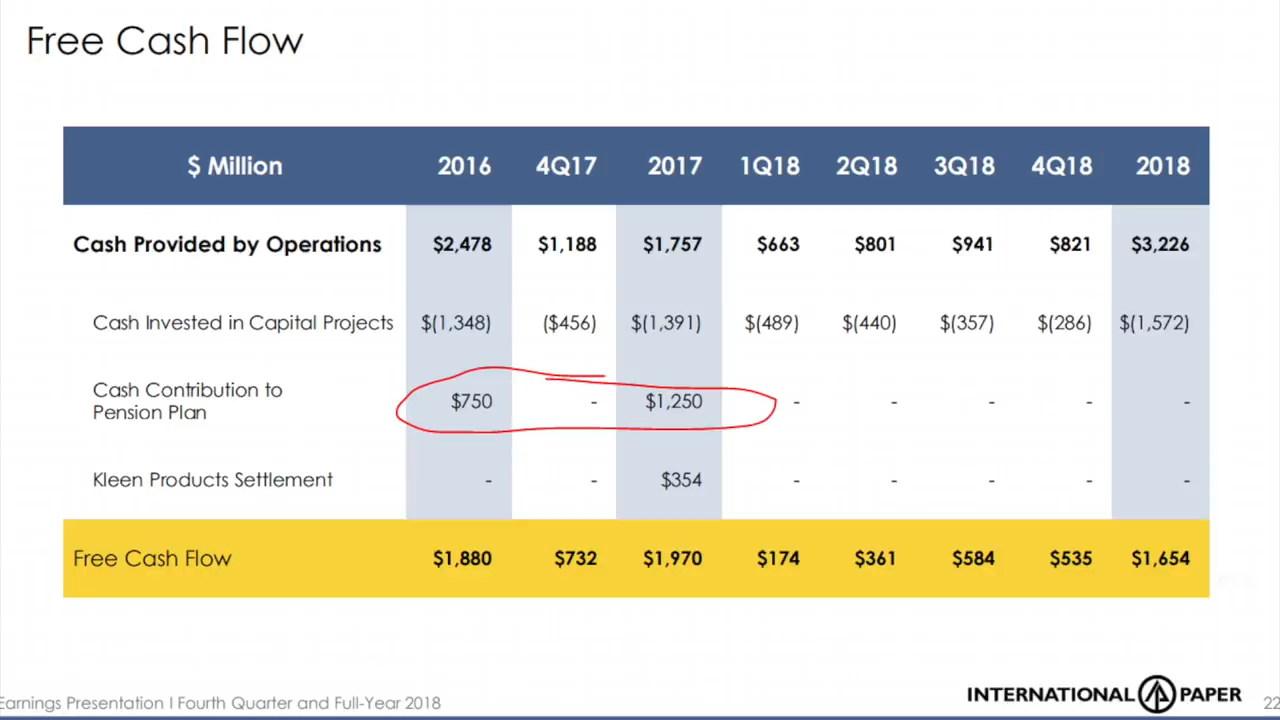 Free Cash Flow
$ Million 2016 4Q17 2017 1Q18 2Q18 3Q18 4Q18 2018
Cash Provided by Operations $2,478 $1,188 $1,757 $663 $801 $941 $821 $3,226
Cash Invested in Capital Projects $(1,348) ($456) $(1,391) $(489) $(440) $(357) $(286) $(1,572)
Cash Contribution to
Pension Plan $750 - $1,250 - - - - -
Kleen Products Settlement - - $354 - - - - -
Free Cash Flow $1,880 $732 $1,970 $174 $361 $584 $535 $1,654
Earnings Presentation I Fourth Quarter and Full-Year 2018
INTERNATIONAL PAPER
22